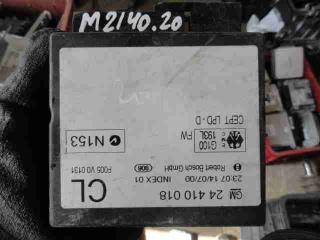 M2140.20
GM 24 410 018
CL
23 07 14/07/00 INDEX 01
Robert Bosch GmbH
F005 V0 0131
G100
193L FW
N153
CEPT LPD-D